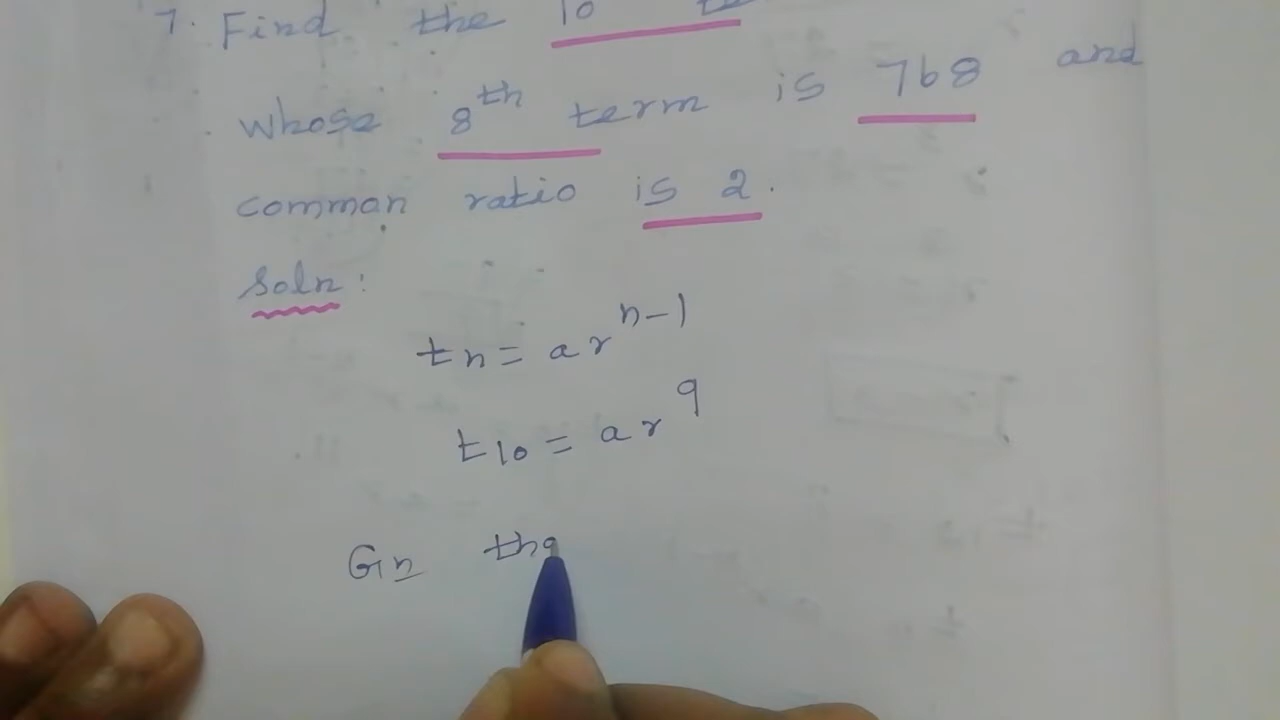 7. Find the 10
whose 8th term is 768 and
common ratio is 2.
Soln:
tn = ar^n-1
t10 = ar^9
Gn tha